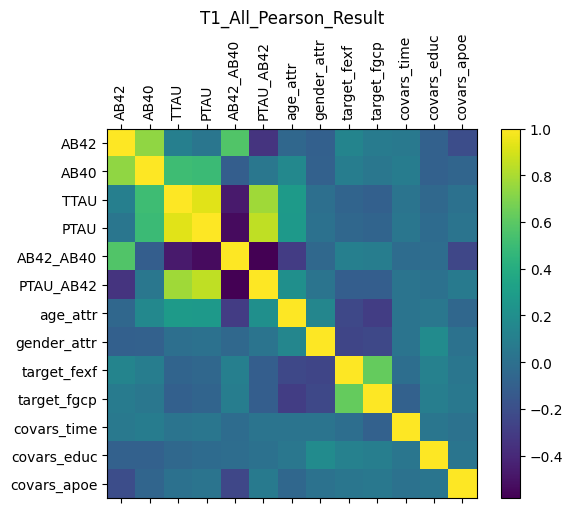 T1_All_Pearson_Result
AB42
AB40
TTAU
PTAU
AB42_AB40
PTAU_AB42
age_attr
gender_attr
target_fexf
target_fgcp
covars_time
covars_educ
covars_apoe
AB42
AB40
TTAU
PTAU
AB42_AB40
PTAU_AB42
age_attr
gender_attr
target_fexf
target_fgcp
covars_time
covars_educ
covars_apoe
1.0
0.8
0.6
0.4
0.2
0.0
−0.2
−0.4